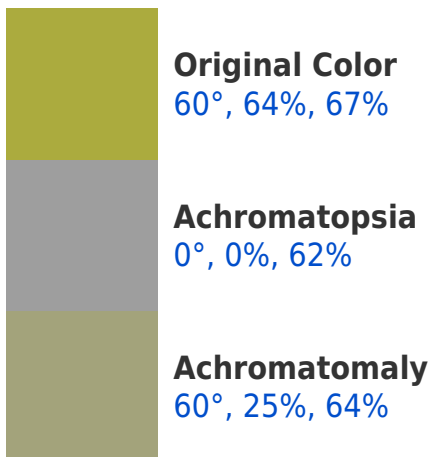 Original Color
60°, 64%, 67%
Achromatopsia
0°, 0%, 62%
Achromatomaly
60°, 25%, 64%